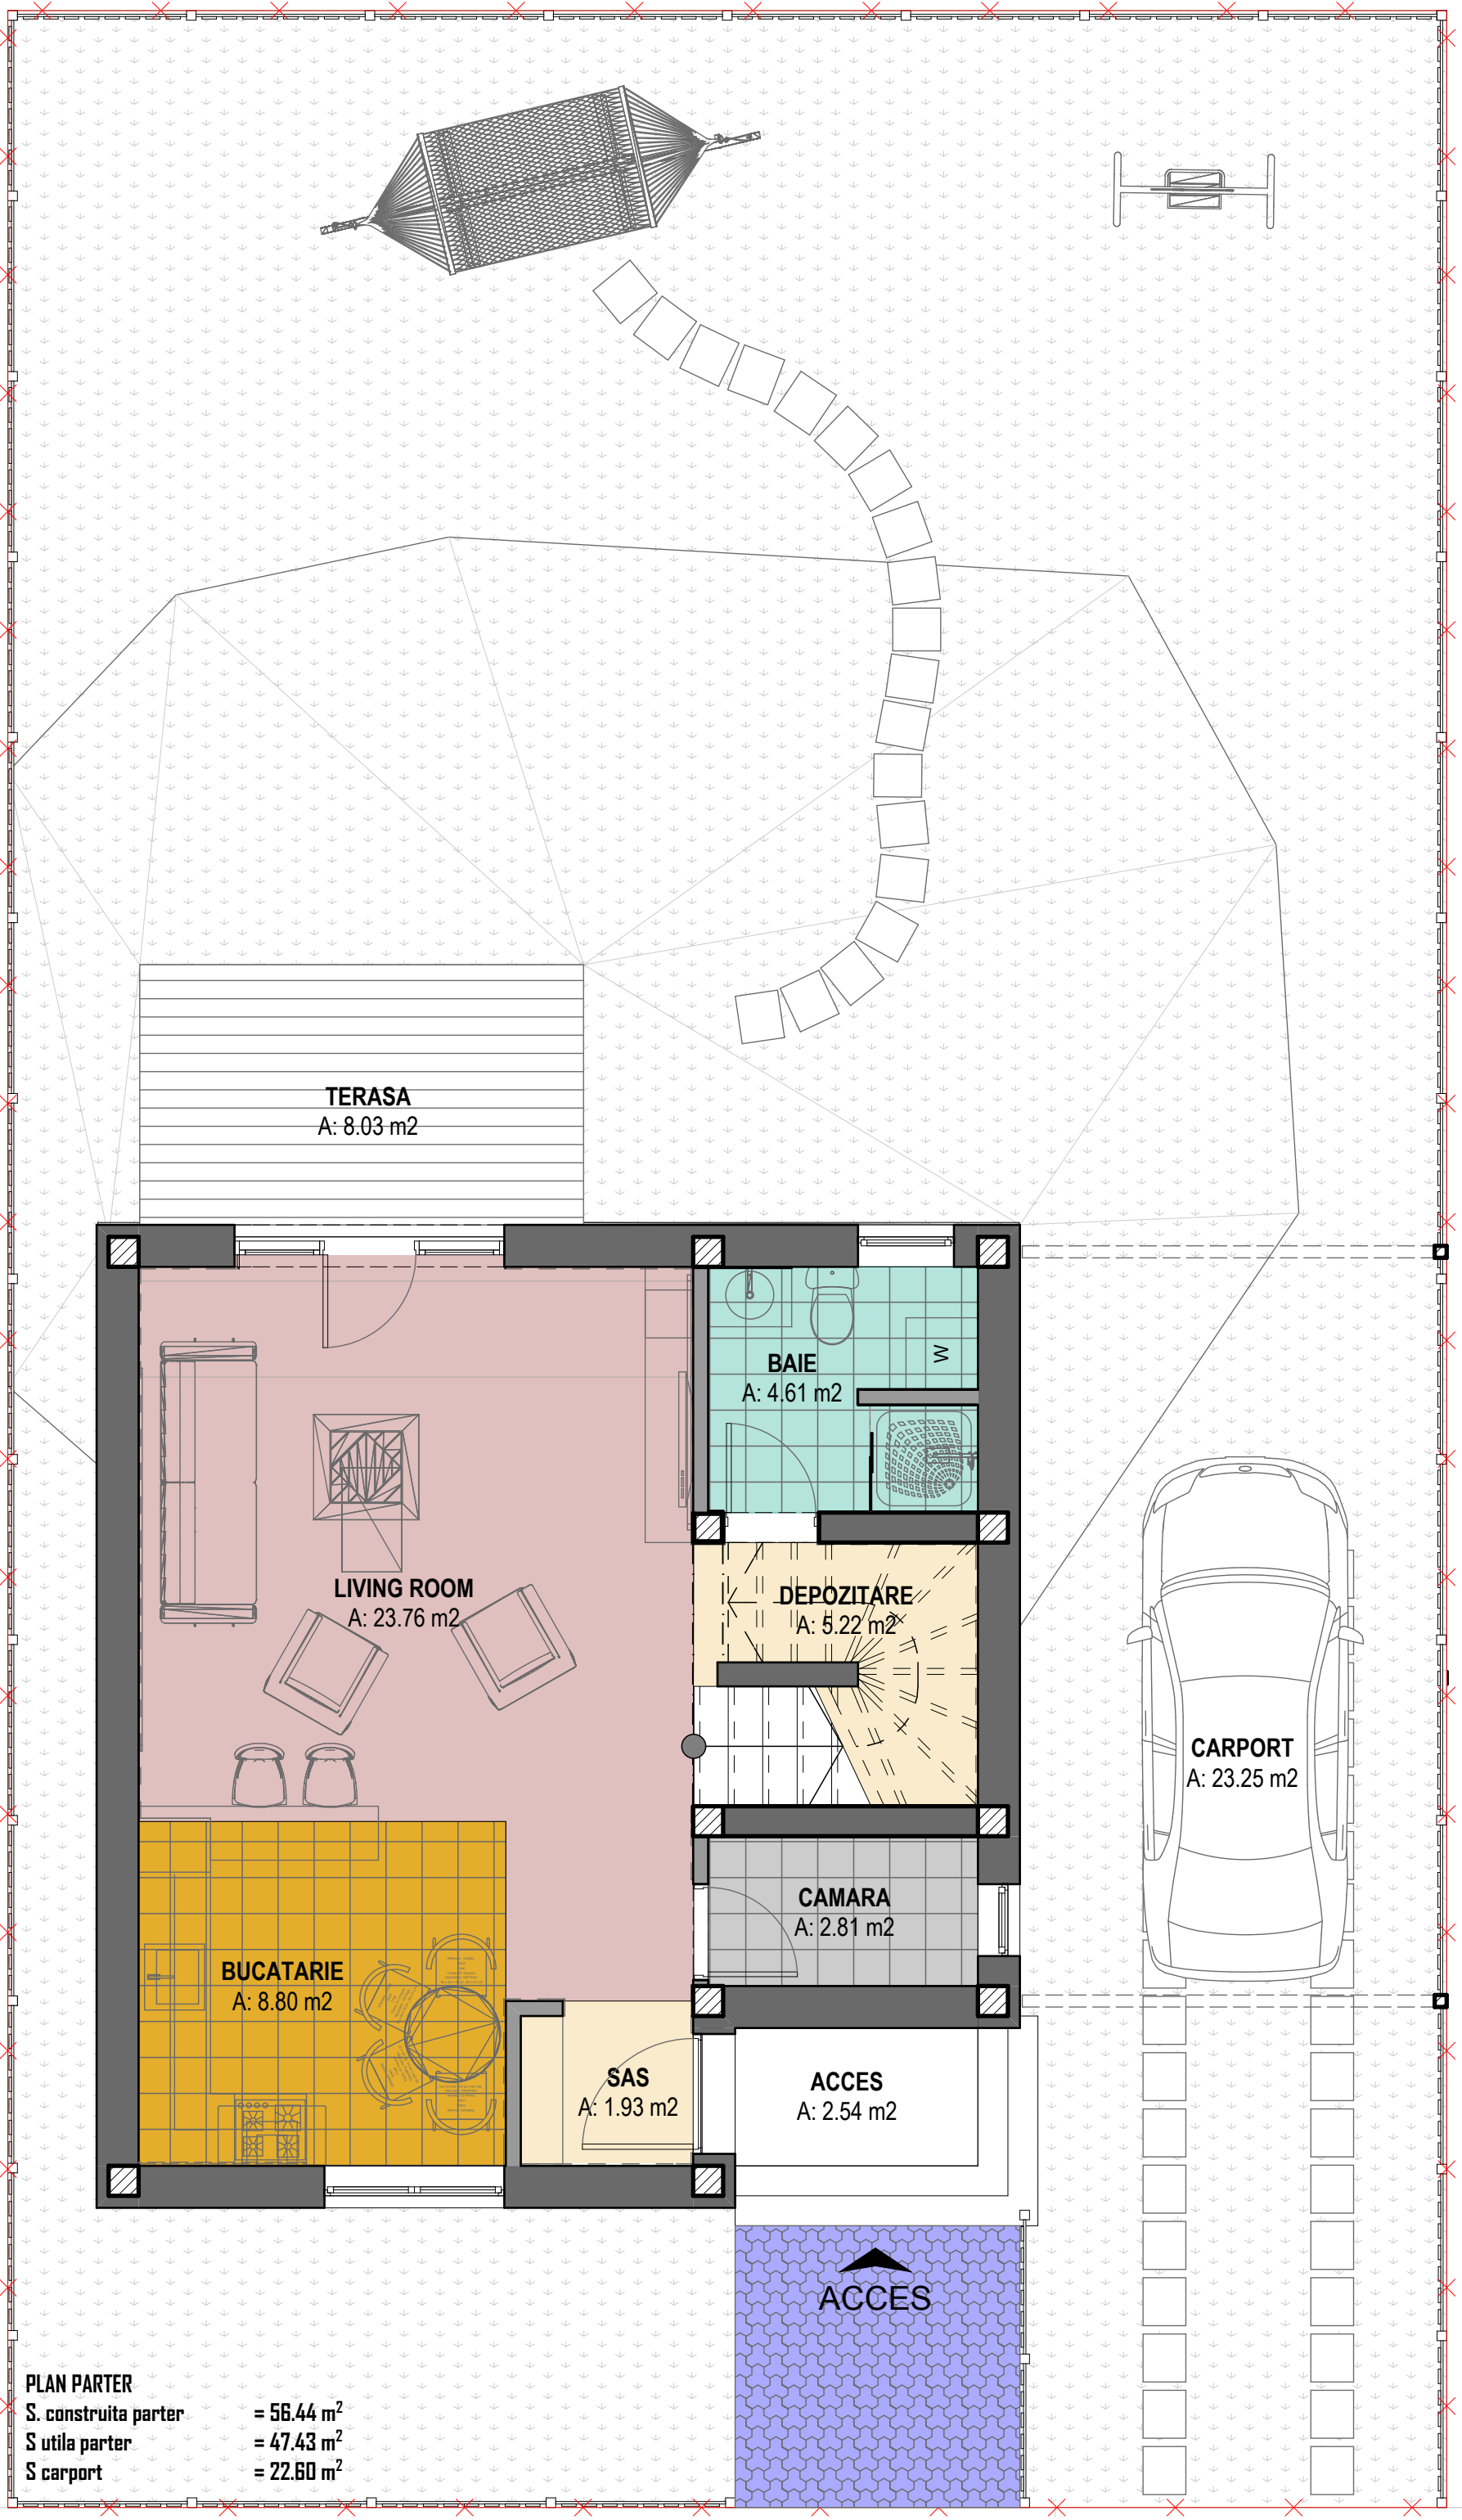 TERASA
A: 8.03 m2
BAIE
A: 4.61 m2
W
LIVING ROOM
A: 23.76 m2
DEPOZITARE
A: 5.22 m2
CARPORT
A: 23.25 m2
CAMARA
A: 2.81 m2
BUCATARIE
A: 8.80 m2
SAS
A: 1.93 m2
ACCES
A: 2.54 m2
ACCES
PLAN PARTER
S. construita parter = 56.44 m²
S utila parter = 47.43 m²
S carport = 22.60 m²